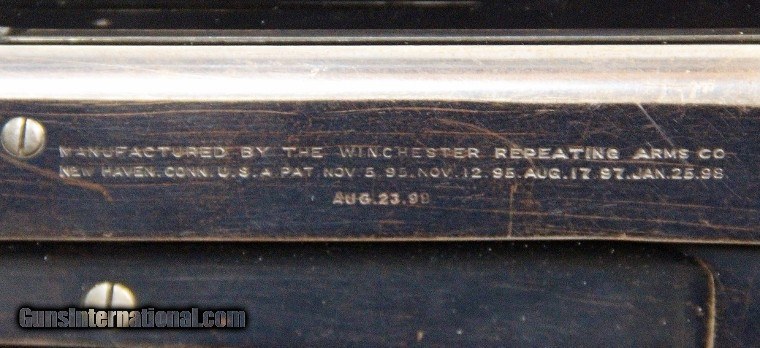 MANUFACTURED BY THE WINCHESTER REPEATING ARMS CO
NEW HAVEN. CONN. U.S.A. PAT. NOV. 5. 95. NOV. 12. 95. AUG. 17. 97. JAN. 25. 98
AUG. 23. 98
GunsInternational.com